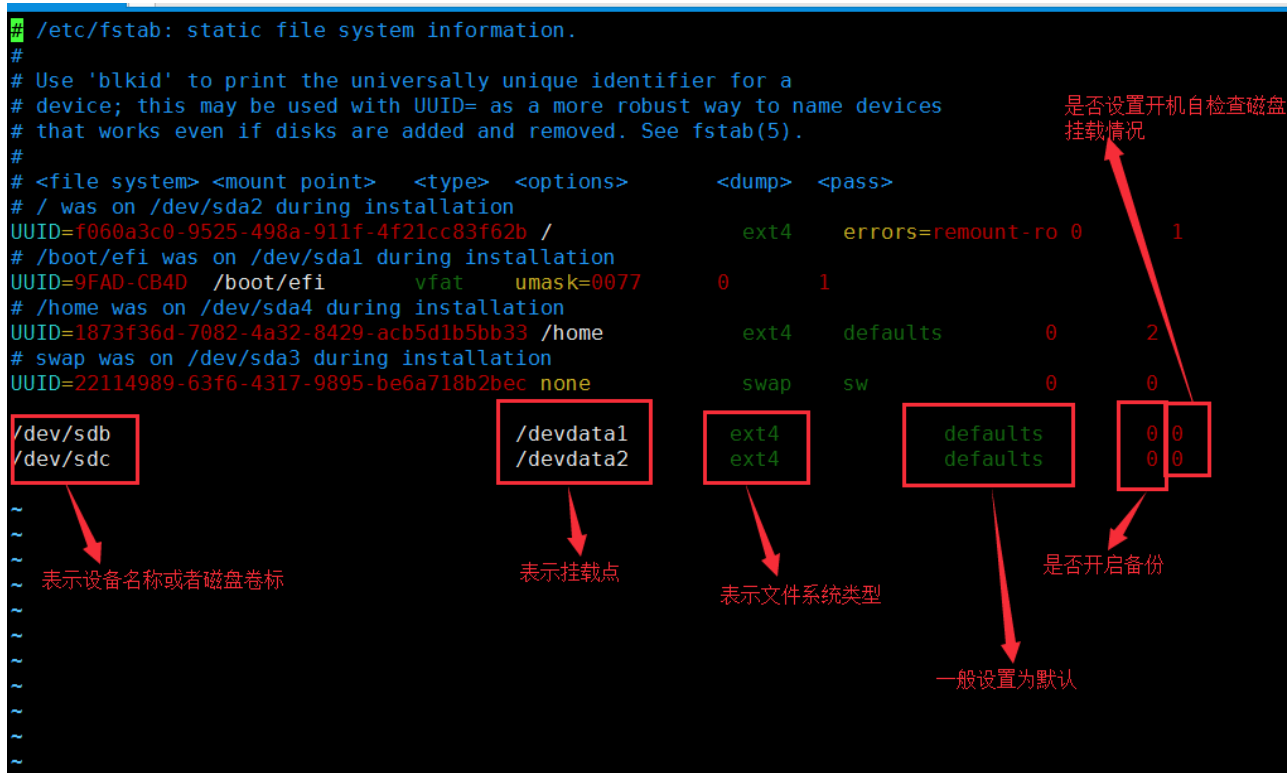 # /etc/fstab: static file system information.
#
# Use 'blkid' to print the universally unique identifier for a
# device; this may be used with UUID= as a more robust way to name devices
# that works even if disks are added and removed. See fstab(5).
#
# <file system> <mount point>   <type>  <options>       <dump>  <pass>
# / was on /dev/sda2 during installation
UUID=f060a3c0-9525-498a-911f-4f21cc83f62b /               ext4    errors=remount-ro 0       1
# /boot/efi was on /dev/sda1 during installation
UUID=9FAD-CB4D  /boot/efi       vfat    umask=0077      0       1
# /home was on /dev/sda4 during installation
UUID=1873f36d-7082-4a32-8429-acb5d1b5bb33 /home           ext4    defaults        0       2
# swap was on /dev/sda3 during installation
UUID=22114989-63f6-4317-9895-be6a718b2bec none            swap    sw              0       0
/dev/sdb                                /devdata1        ext4             defaults        0 0
/dev/sdc                                /devdata2        ext4             defaults        0 0
~
~
~
~
~
~
~
~
~
~
~
是否设置开机自检查磁盘
挂载情况
表示设备名称或者磁盘卷标
表示挂载点
表示文件系统类型
是否开启备份
一般设置为默认